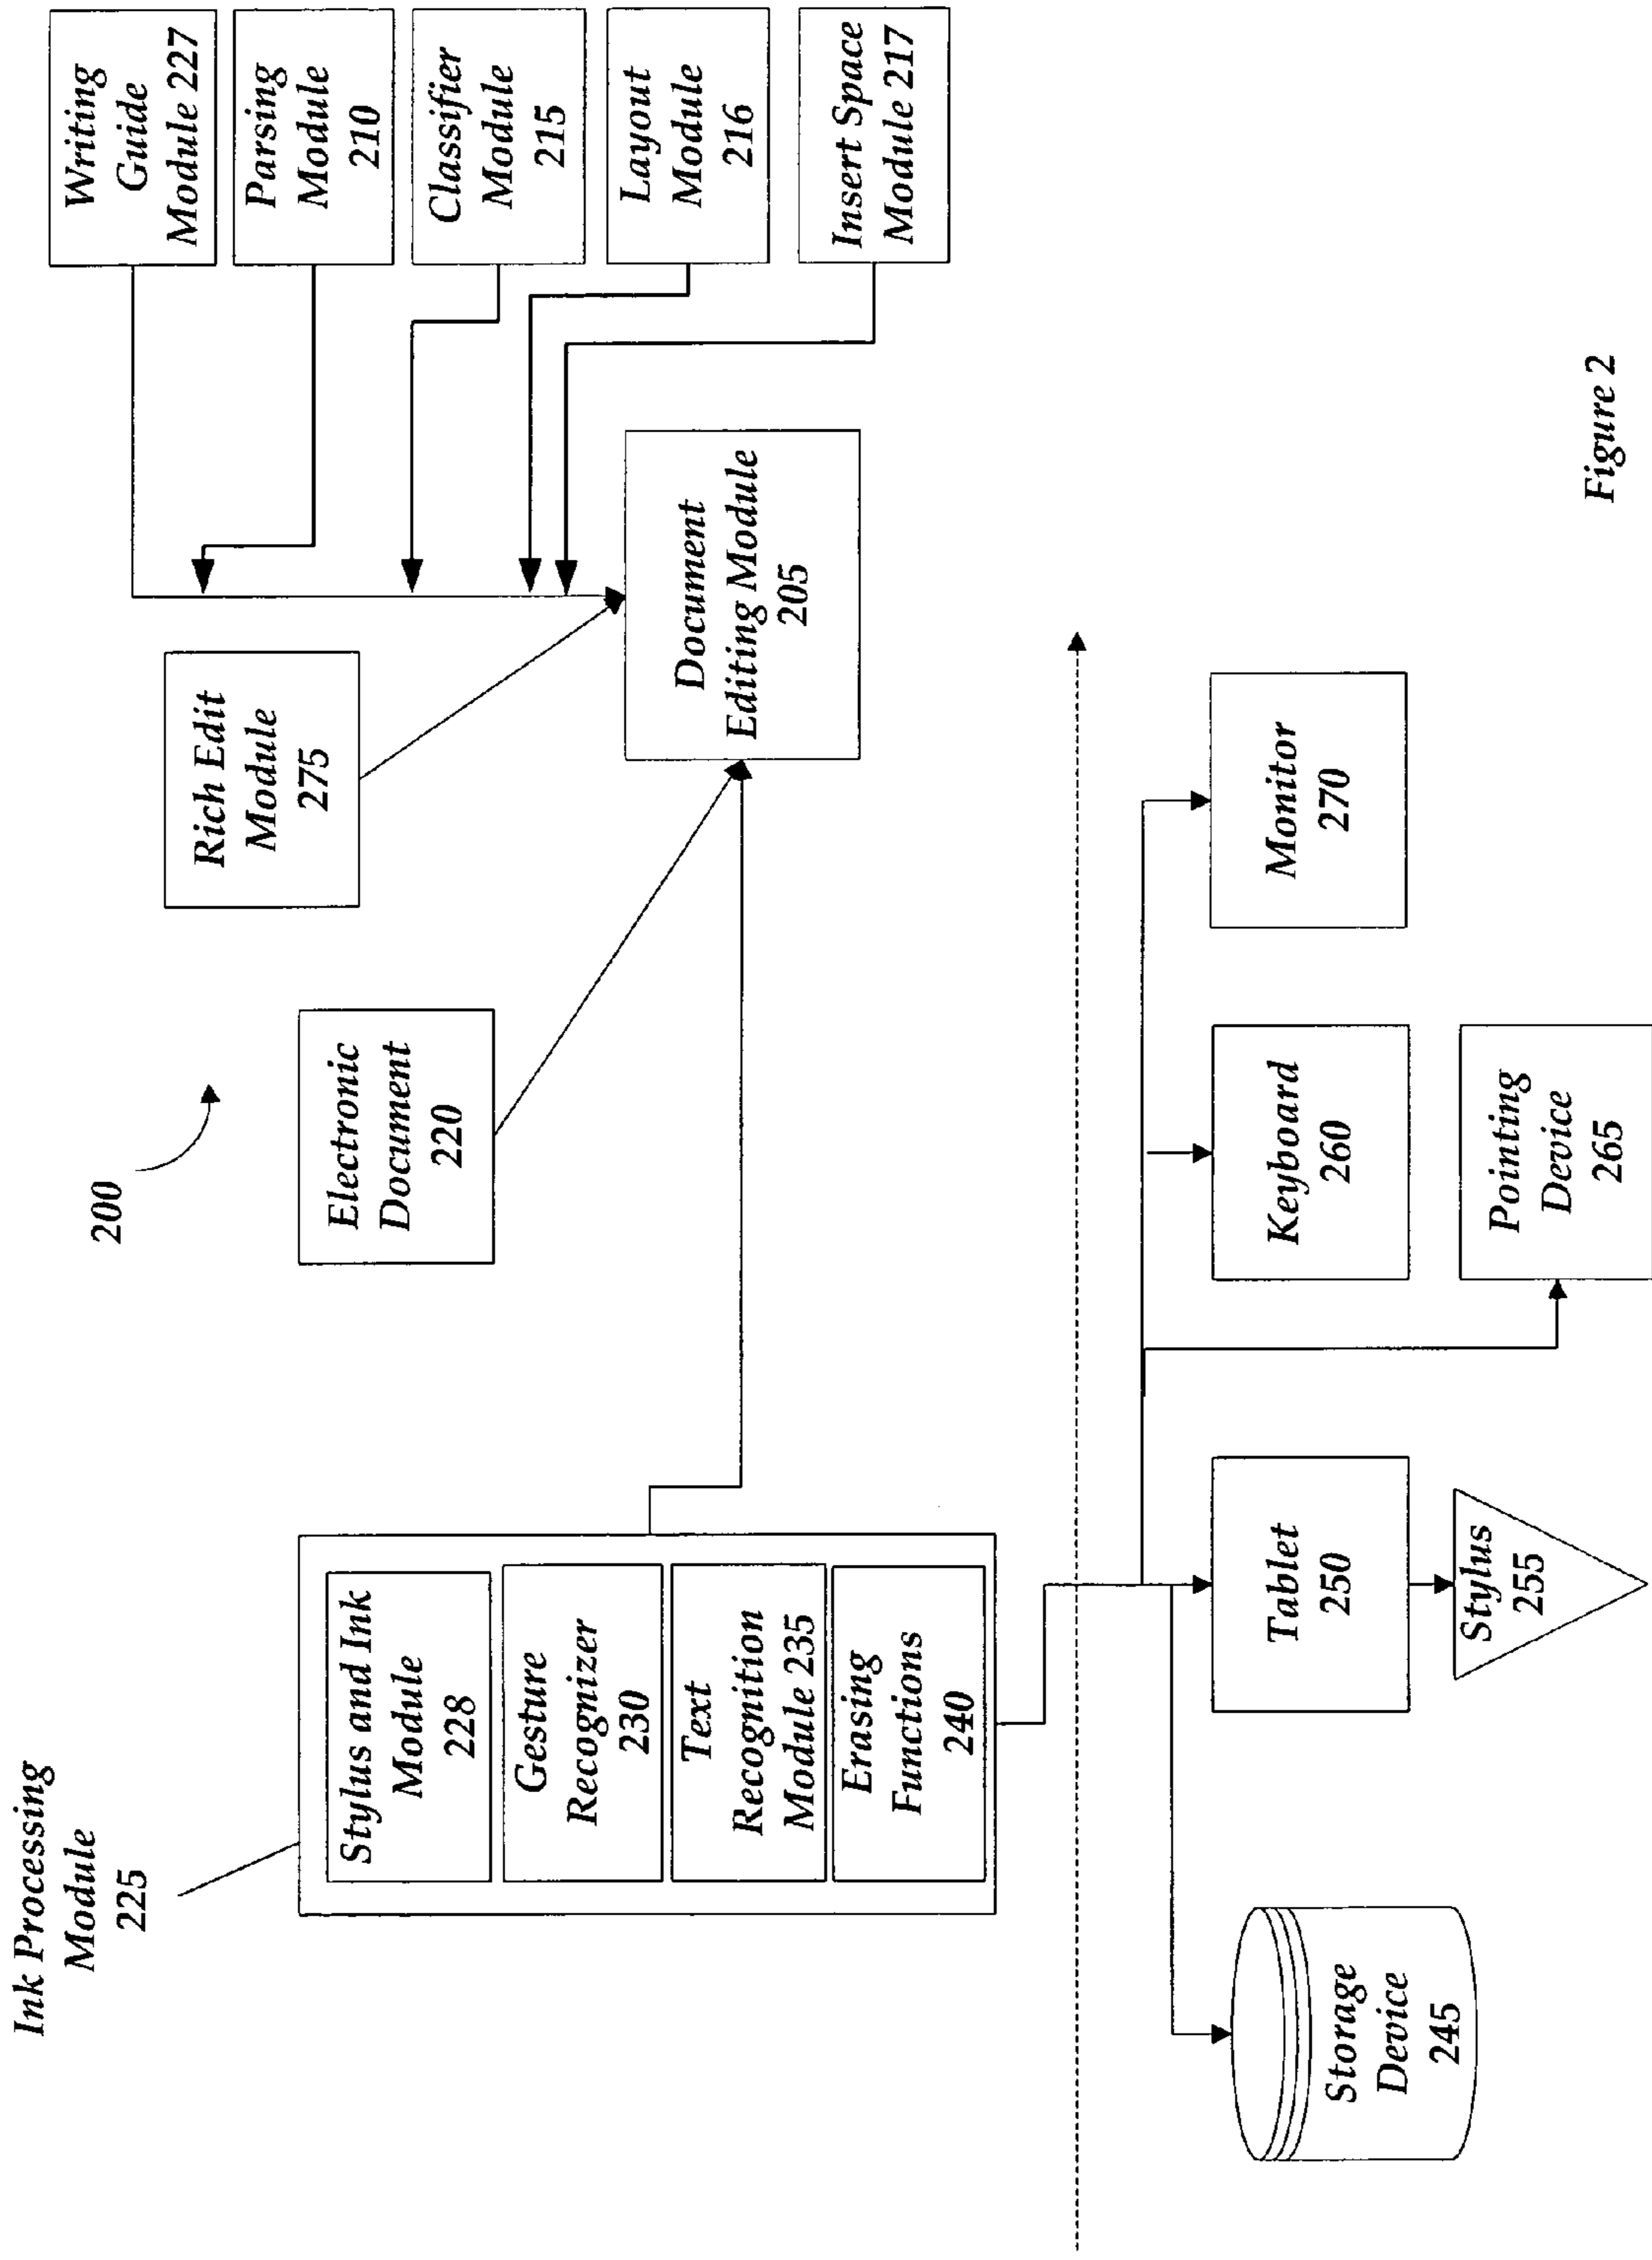 Ink Processing
Module
225
Stylus and Ink
Module
228
Gesture
Recognizer
230
Text
Recognition
Module 235
Erasing
Functions
240
200
Electronic
Document
220
Rich Edit
Module
275
Writing
Guide
Module 227
Parsing
Module
210
Classifier
Module
215
Layout
Module
216
Insert Space
Module 217
Document
Editing Module
205
Storage
Device
245
Tablet
250
Stylus
255
Keyboard
260
Pointing
Device
265
Monitor
270
Figure 2